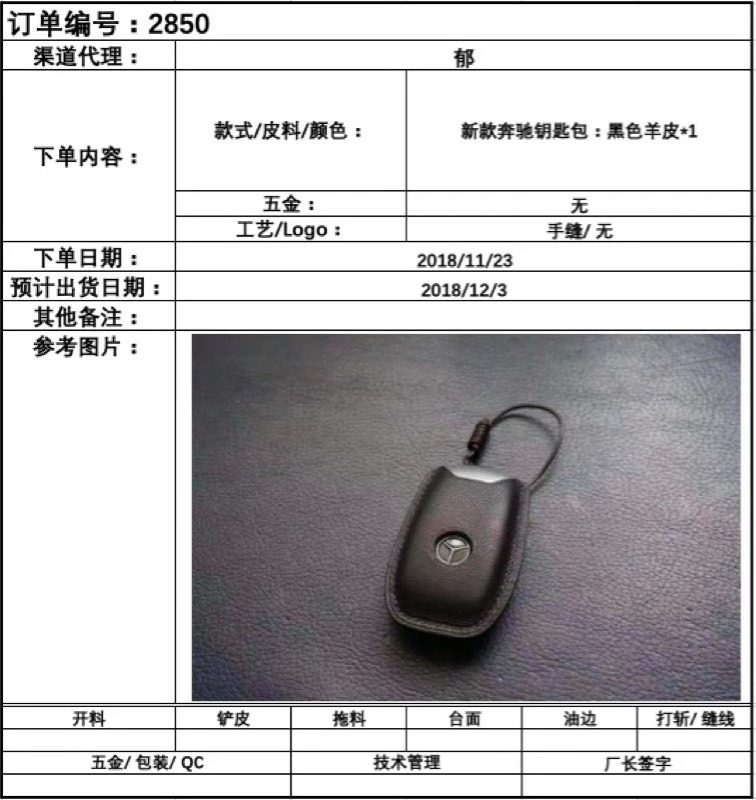 订单编号：2850
渠道代理： 郁
下单内容：
款式/皮料/颜色： 新款奔驰钥匙包：黑色羊皮*1
五金： 无
工艺/Logo： 手缝/ 无
下单日期： 2018/11/23
预计出货日期： 2018/12/3
其他备注：
参考图片：
开料 铲皮 拖料 台面 油边 打斩/ 缝线
五金/ 包装/ QC 技术管理 厂长签字